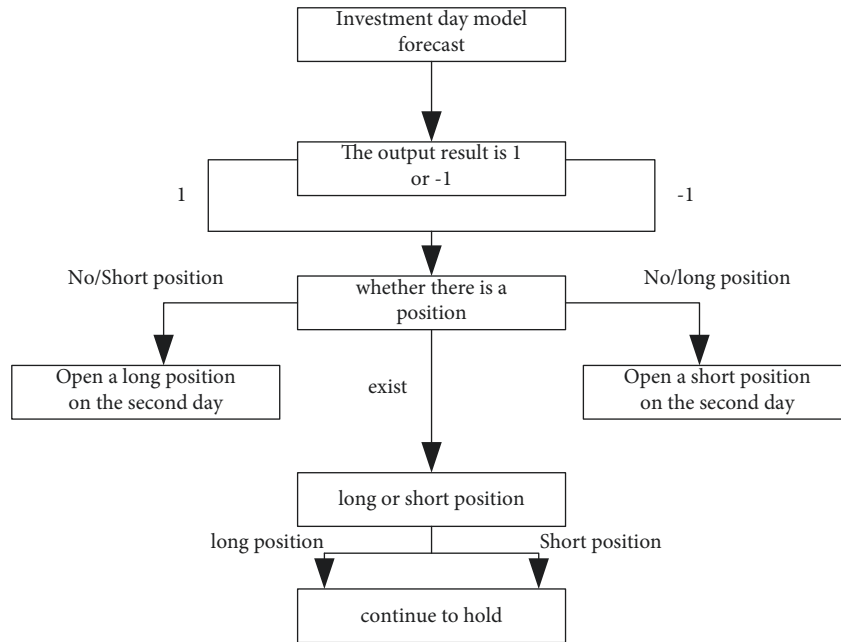 Investment day model
forecast
The output result is 1
or -1
1
-1
No/Short position
No/long position
whether there is a
position
Open a long position
on the second day
exist
Open a short position
on the second day
long or short position
long position
Short position
continue to hold